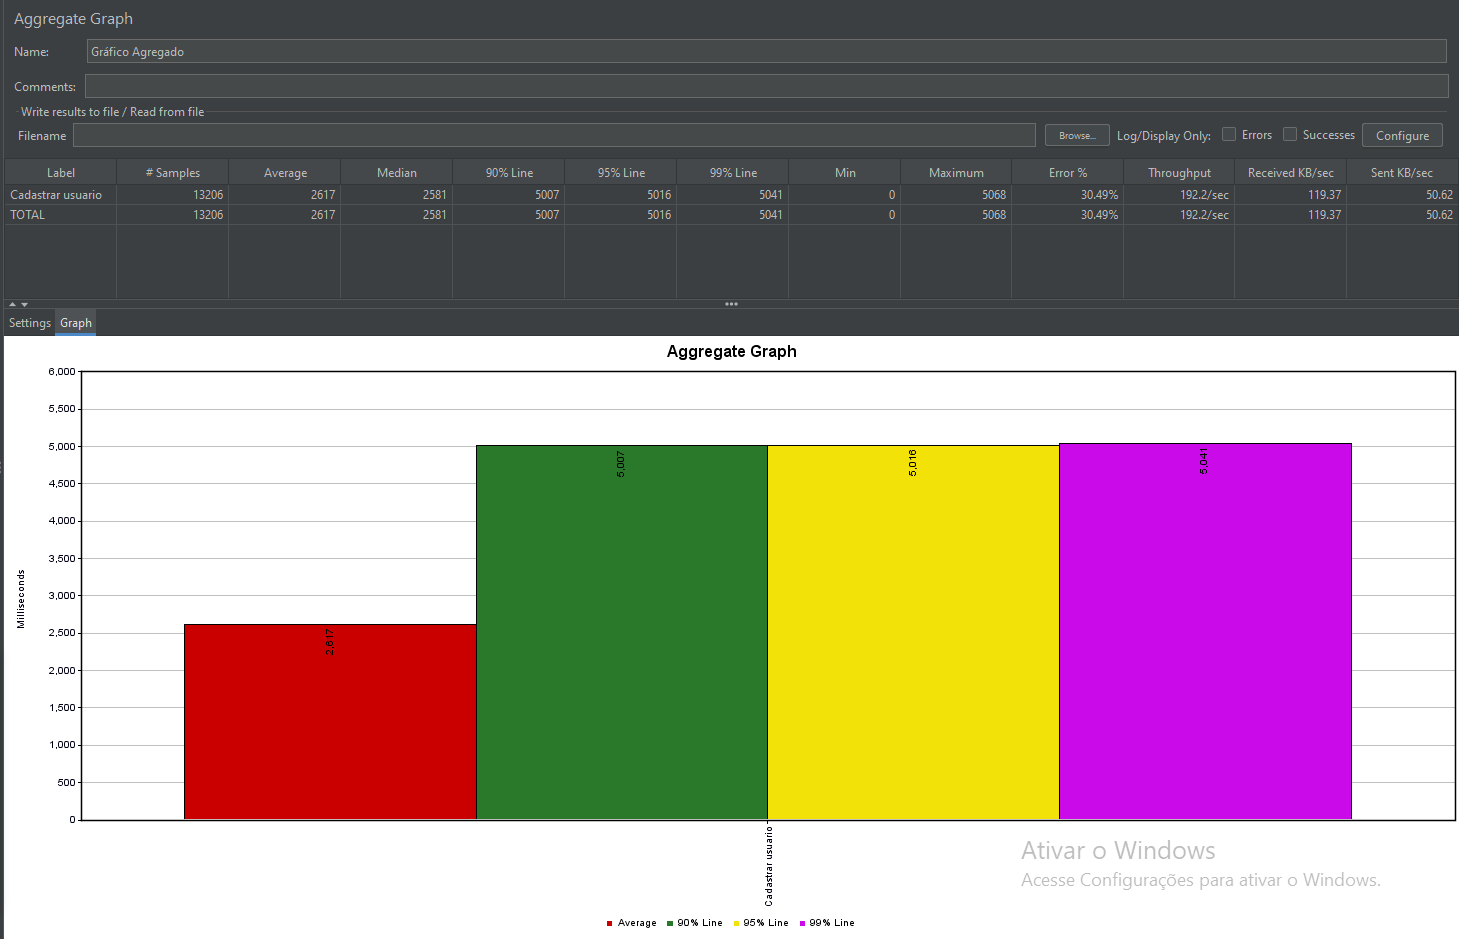 Aggregate Graph
Name: Gráfico Agregado
Comments:
Write results to file / Read from file
Filename Browse... Log/Display Only: Errors Successes Configure
Label # Samples Average Median 90% Line 95% Line 99% Line Min Maximum Error % Throughput Received KB/sec Sent KB/sec
Cadastrar usuario 13206 2617 2581 5007 5016 5041 0 5068 30.49% 192.2/sec 119.37 50.62
TOTAL 13206 2617 2581 5007 5016 5041 0 5068 30.49% 192.2/sec 119.37 50.62
Settings Graph
Aggregate Graph
6,000
5,500
5,000
4,500
4,000
3,500
3,000
2,500
2,000
1,500
1,000
500
0
Milliseconds
2,617
5,007
5,016
5,041
Cadastrar usuario
Ativar o Windows
Acesse Configurações para ativar o Windows.
Average 90% Line 95% Line 99% Line